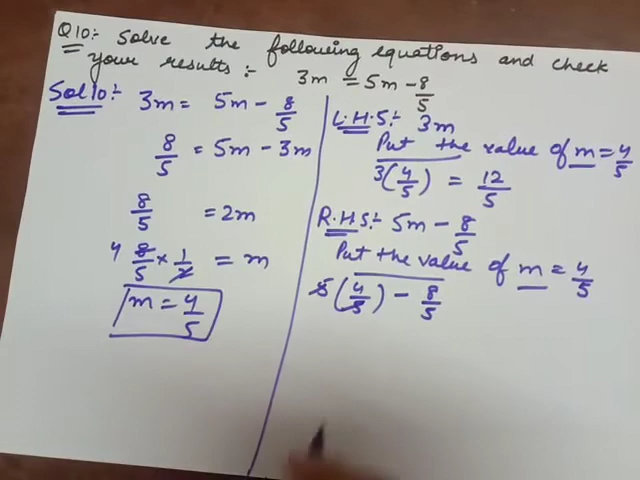 Q10:- Solve the following equations and check
your results:- 3m = 5m - 8/5
Sol10:- 3m = 5m - 8/5
8/5 = 5m - 3m
8/5 = 2m
4 8/5 × 1/2 = m
m = 4/5
L.H.S:- 3m
Put the value of m = 4/5
3(4/5) = 12/5
R.H.S:- 5m - 8/5
Put the value of m = 4/5
5(4/5) - 8/5